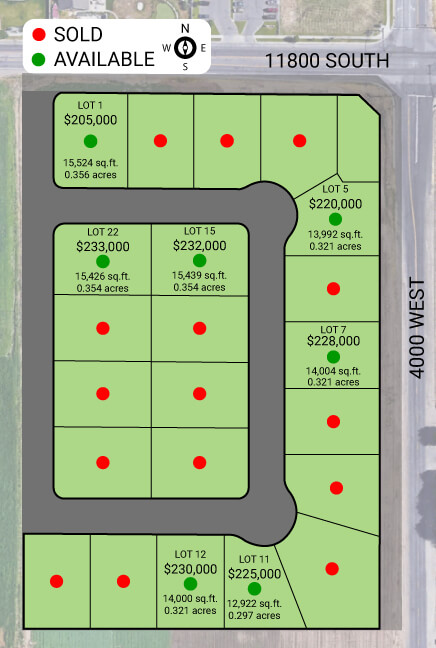 SOLD
AVAILABLE
N
W E
S
11800 SOUTH
LOT 1
$205,000
15,524 sq.ft.
0.356 acres
LOT 5
$220,000
13,992 sq.ft.
0.321 acres
LOT 22
$233,000
15,426 sq.ft.
0.354 acres
LOT 15
$232,000
15,439 sq.ft.
0.354 acres
LOT 7
$228,000
14,004 sq.ft.
0.321 acres
4000 WEST
LOT 12
$230,000
14,000 sq.ft.
0.321 acres
LOT 11
$225,000
12,922 sq.ft.
0.297 acres